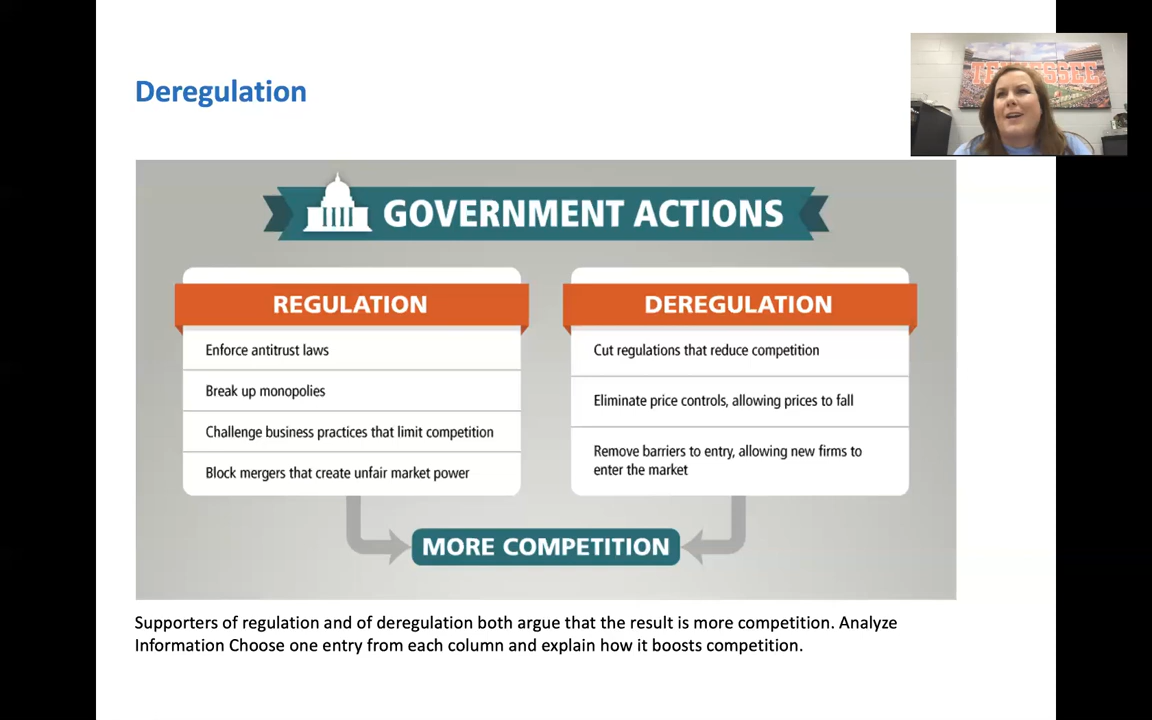 Deregulation
TENNESSEE
GOVERNMENT ACTIONS
REGULATION
Enforce antitrust laws
Break up monopolies
Challenge business practices that limit competition
Block mergers that create unfair market power
DEREGULATION
Cut regulations that reduce competition
Eliminate price controls, allowing prices to fall
Remove barriers to entry, allowing new firms to
enter the market
MORE COMPETITION
Supporters of regulation and of deregulation both argue that the result is more competition. Analyze
Information Choose one entry from each column and explain how it boosts competition.